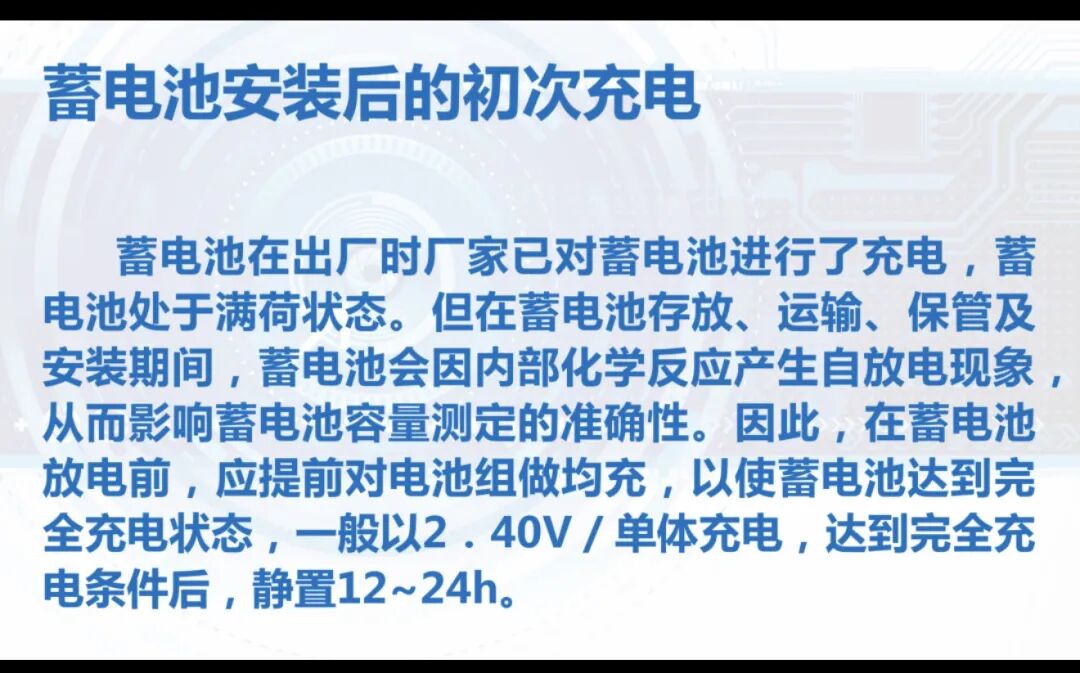 蓄电池安装后的初次充电
蓄电池在出厂时厂家已对蓄电池进行了充电，蓄
电池处于满荷状态。但在蓄电池存放、运输、保管及
安装期间，蓄电池会因内部化学反应产生自放电现象，
从而影响蓄电池容量测定的准确性。因此，在蓄电池
放电前，应提前对电池组做均充，以使蓄电池达到完
全充电状态，一般以2．40V／单体充电，达到完全充
电条件后，静置12~24h。